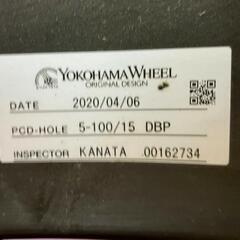 YOKOHAMA WHEEL
ORIGINAL DESIGN
DATE 2020/04/06
PCD-HOLE 5-100/15 DBP
INSPECTOR KANATA 00162734